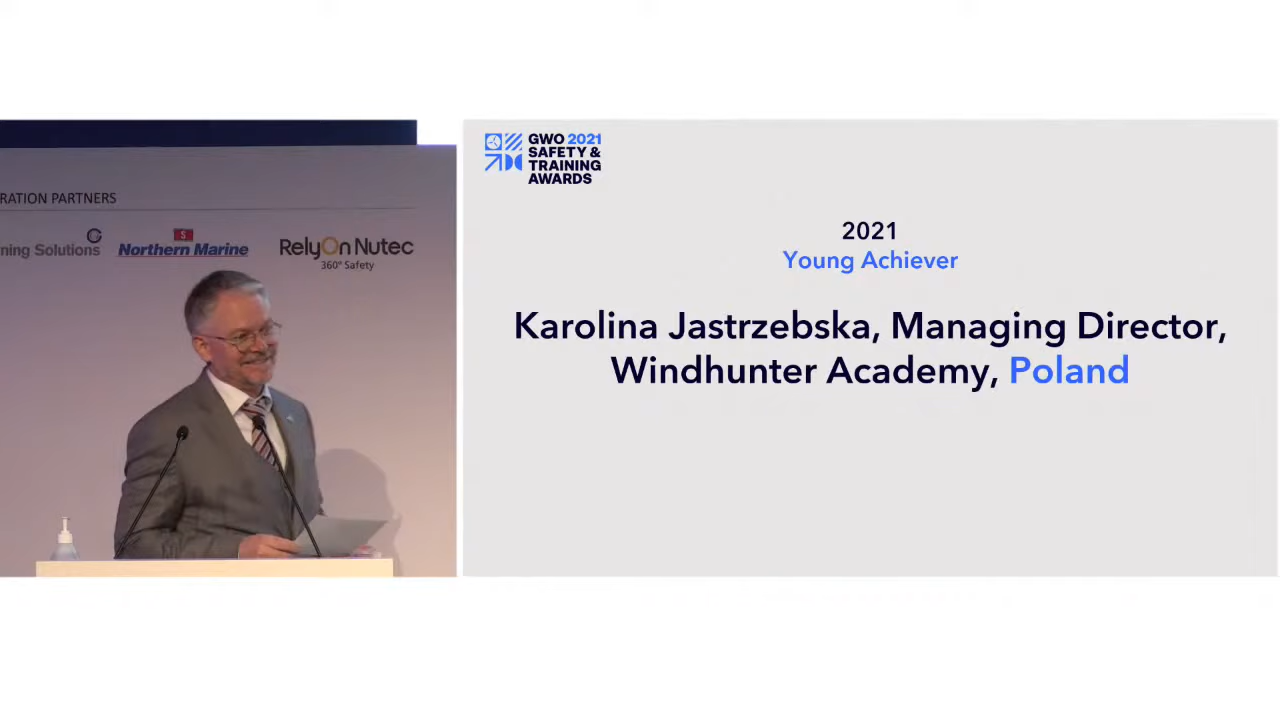 RATION PARTNERS
ning Solutions
S
Northern Marine
RelyOn Nutec
360° Safety
GWO 2021
SAFETY &
TRAINING
AWARDS
2021
Young Achiever
Karolina Jastrzebska, Managing Director,
Windhunter Academy, Poland